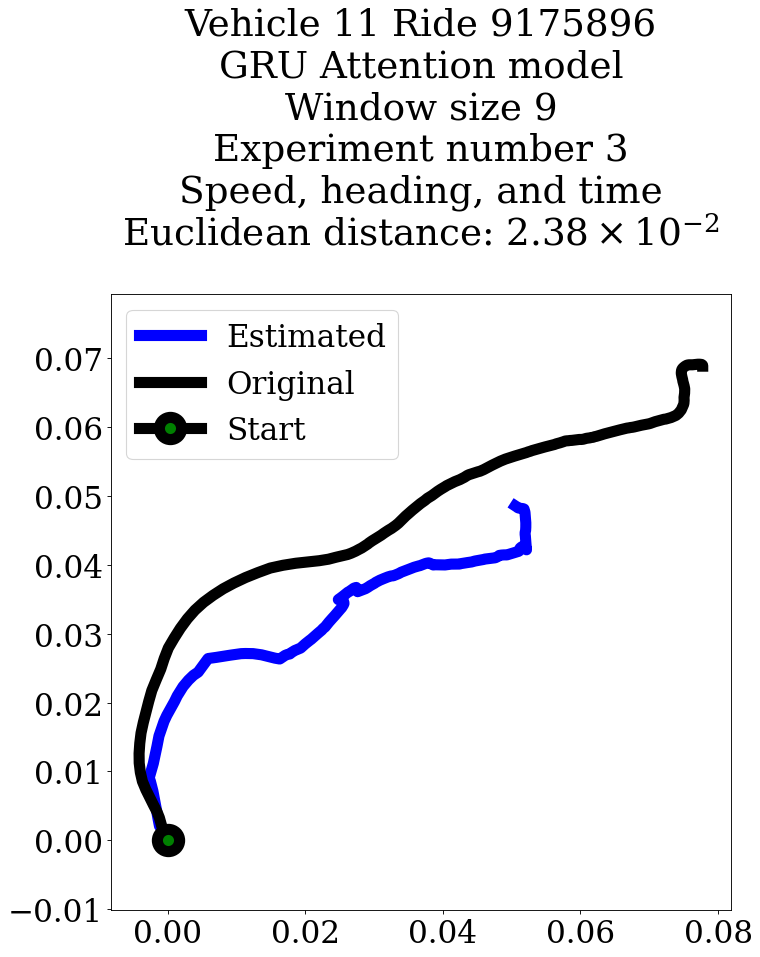 Vehicle 11 Ride 9175896
GRU Attention model
Window size 9
Experiment number 3
Speed, heading, and time
Euclidean distance: 2.38 × 10⁻²
Estimated
Original
Start
0.07
0.06
0.05
0.04
0.03
0.02
0.01
0.00
−0.01
0.00 0.02 0.04 0.06 0.08